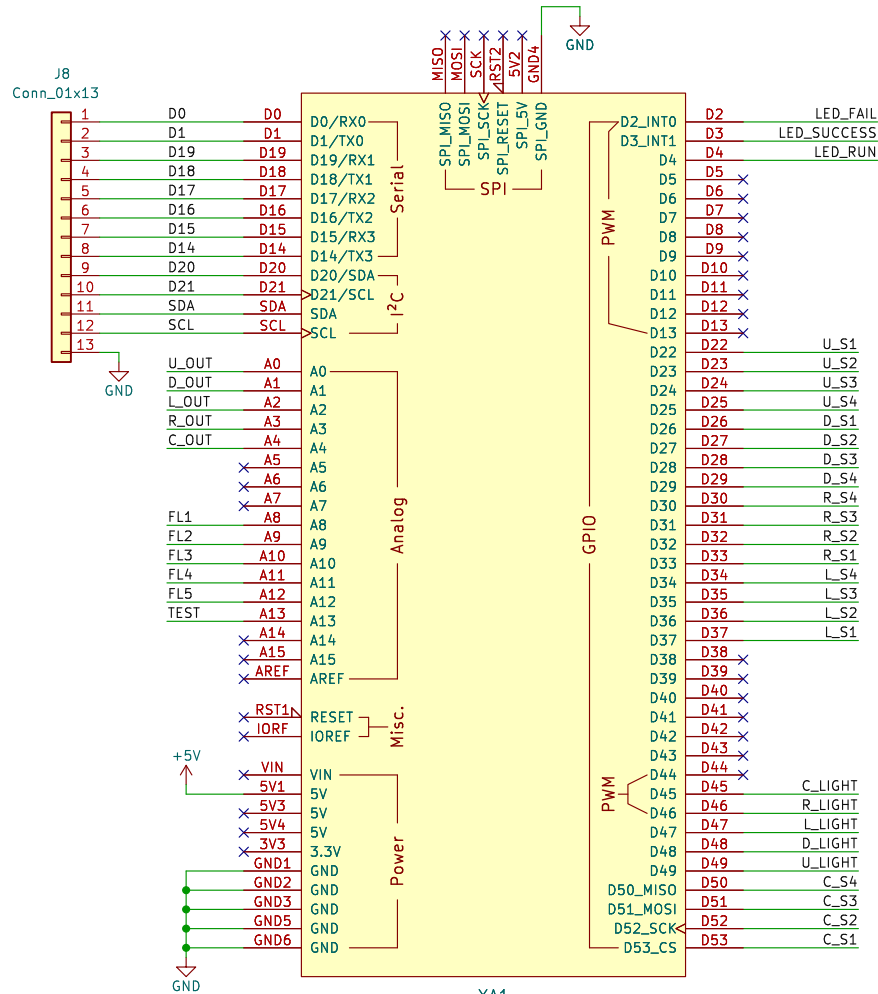 MISO MOSI SCK RST2 5V2 GND4 GND
J8
Conn_01x13
SPI_MISO SPI_MOSI SPI_SCK SPI_RESET SPI_5V SPI_GND
SPI
1 D0 D0 D0/RX0 D2_INT0 D2 LED_FAIL
2 D1 D1 D1/TX0 D3_INT1 D3 LED_SUCCESS
3 D19 D19 D19/RX1 D4 D4 LED_RUN
4 D18 D18 D18/TX1 D5 D5
Serial
5 D17 D17 D17/RX2 D6 D6
6 D16 D16 D16/TX2 D7 D7
PWM
7 D15 D15 D15/RX3 D8 D8
8 D14 D14 D14/TX3 D9 D9
9 D20 D20 D20/SDA D10 D10
10 D21 D21 D21/SCL D11 D11
I²C
11 SDA SDA SDA D12 D12
12 SCL SCL SCL D13 D13
13 D22 D22 U_S1
GND
U_OUT A0 A0 D23 D23 U_S2
D_OUT A1 A1 D24 D24 U_S3
L_OUT A2 A2 D25 D25 U_S4
R_OUT A3 A3 D26 D26 D_S1
C_OUT A4 A4 D27 D27 D_S2
A5 A5 D28 D28 D_S3
A6 A6 D29 D29 D_S4
A7 A7 D30 D30 R_S4
FL1 A8 A8 D31 D31 R_S3
Analog
GPIO
FL2 A9 A9 D32 D32 R_S2
FL3 A10 A10 D33 D33 R_S1
FL4 A11 A11 D34 D34 L_S4
FL5 A12 A12 D35 D35 L_S3
TEST A13 A13 D36 D36 L_S2
A14 A14 D37 D37 L_S1
A15 A15 D38 D38
AREF AREF D39 D39
D40 D40
RST1 RESET D41 D41
Misc.
IORF IOREF D42 D42
D43 D43
+5V
VIN VIN D44 D44
5V1 5V D45 D45 C_LIGHT
PWM
5V3 5V D46 D46 R_LIGHT
5V4 5V D47 D47 L_LIGHT
3V3 3.3V D48 D48 D_LIGHT
Power
GND1 GND D49 D49 U_LIGHT
GND2 GND D50_MISO D50 C_S4
GND3 GND D51_MOSI D51 C_S3
GND5 GND D52_SCK D52 C_S2
GND6 GND D53_CS D53 C_S1
GND
XA1